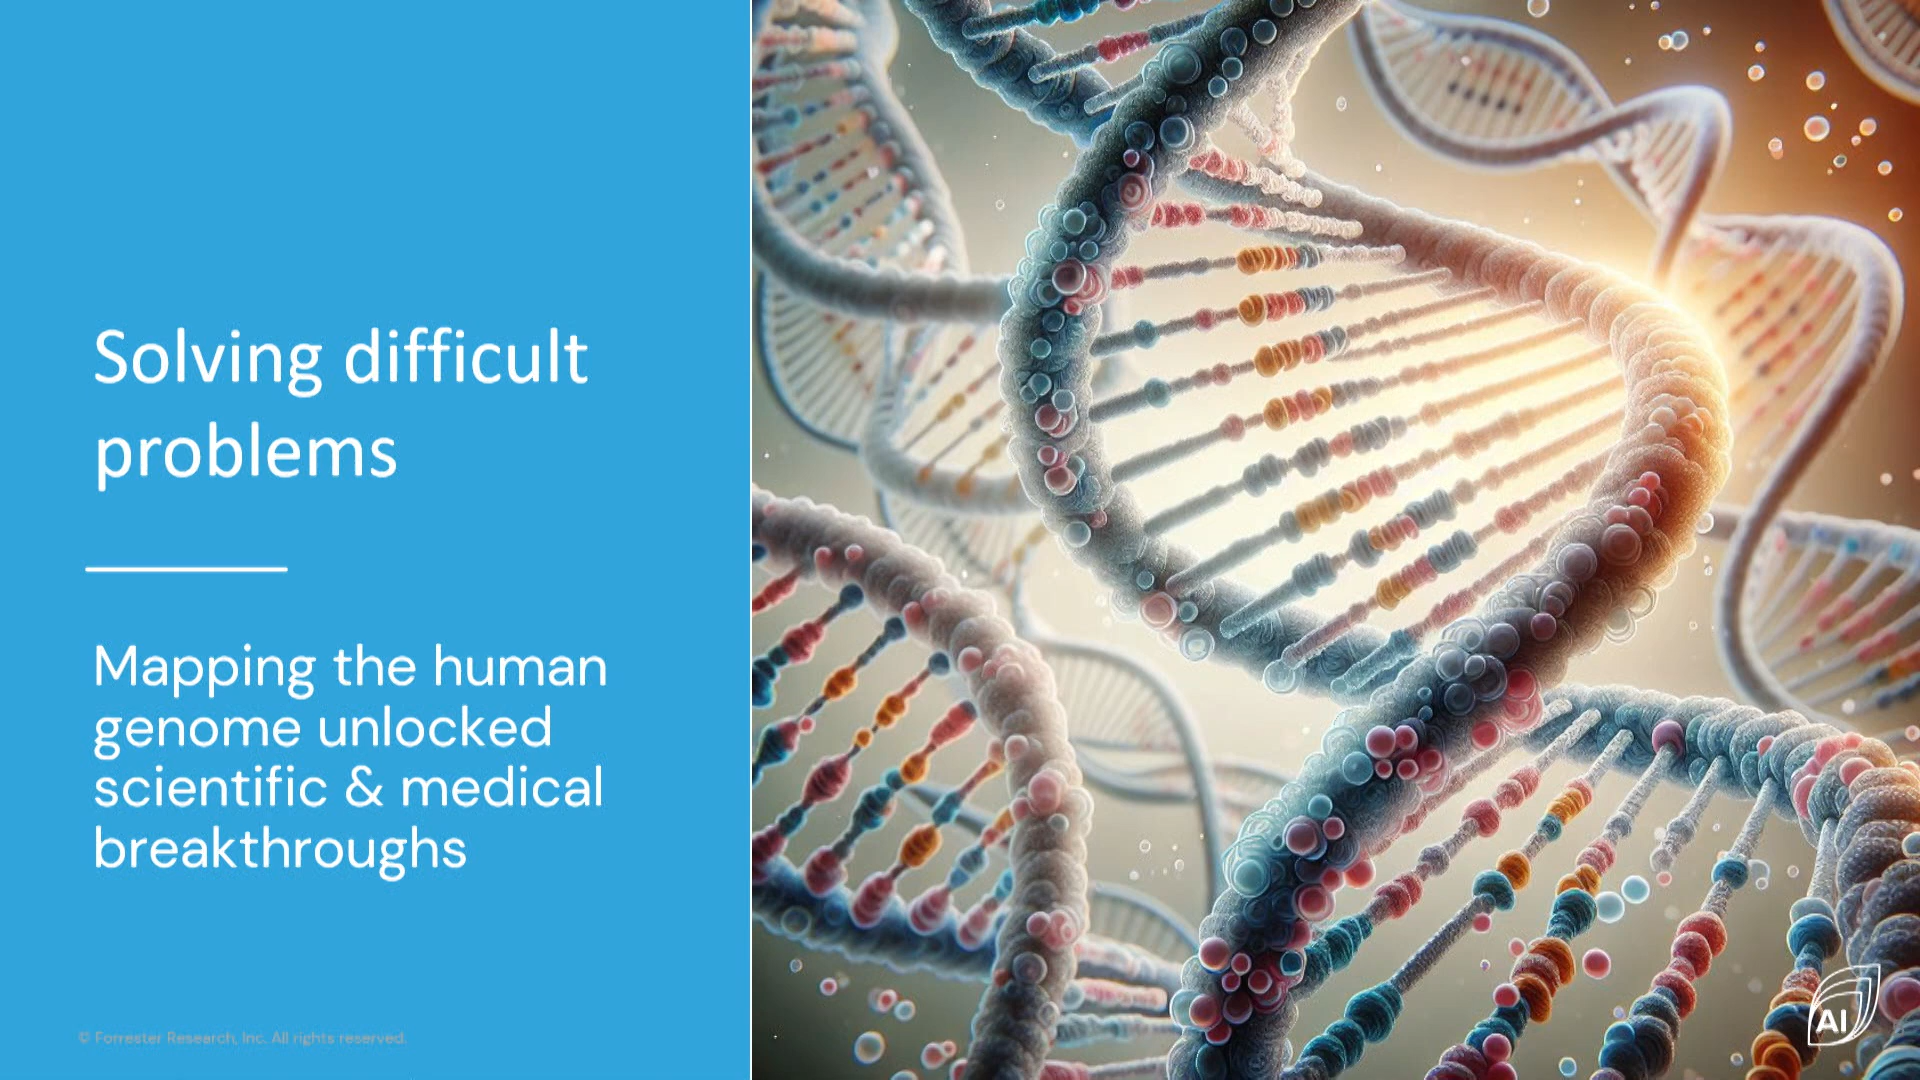 Solving difficult
problems
Mapping the human
genome unlocked
scientific & medical
breakthroughs
© Forrester Research, Inc. All rights reserved.
AI